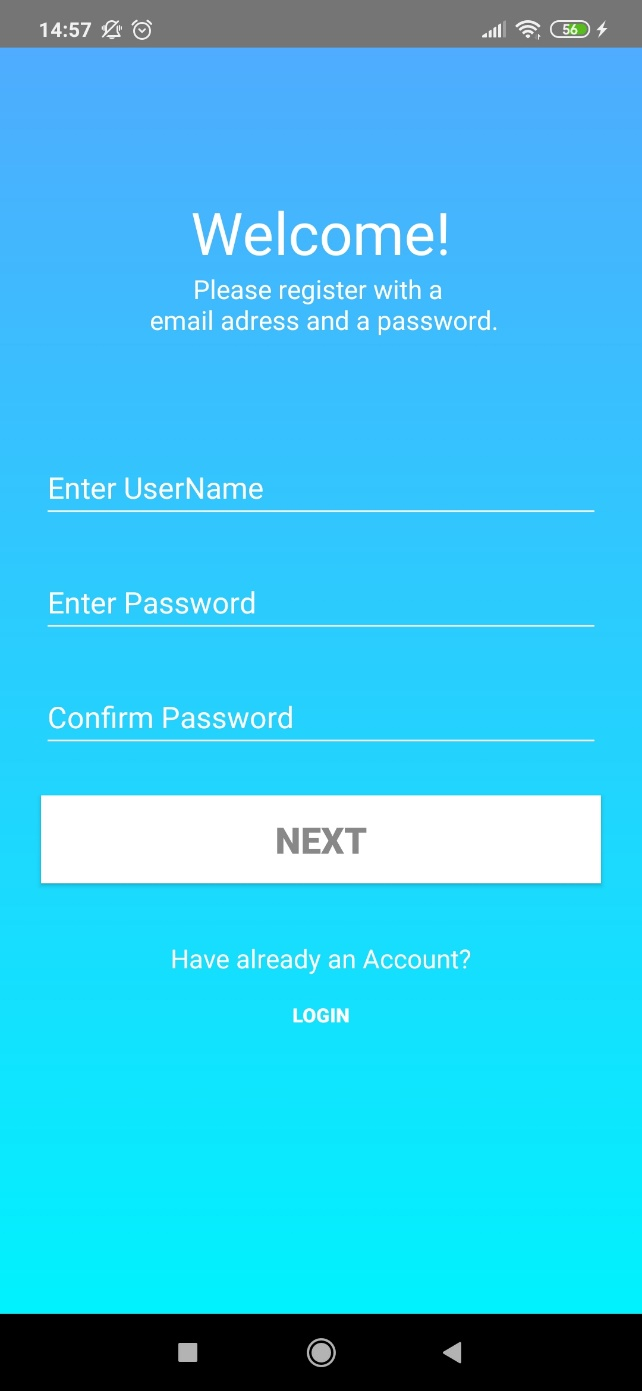 14:57
56
Welcome!
Please register with a
email adress and a password.
Enter UserName
Enter Password
Confirm Password
NEXT
Have already an Account?
LOGIN